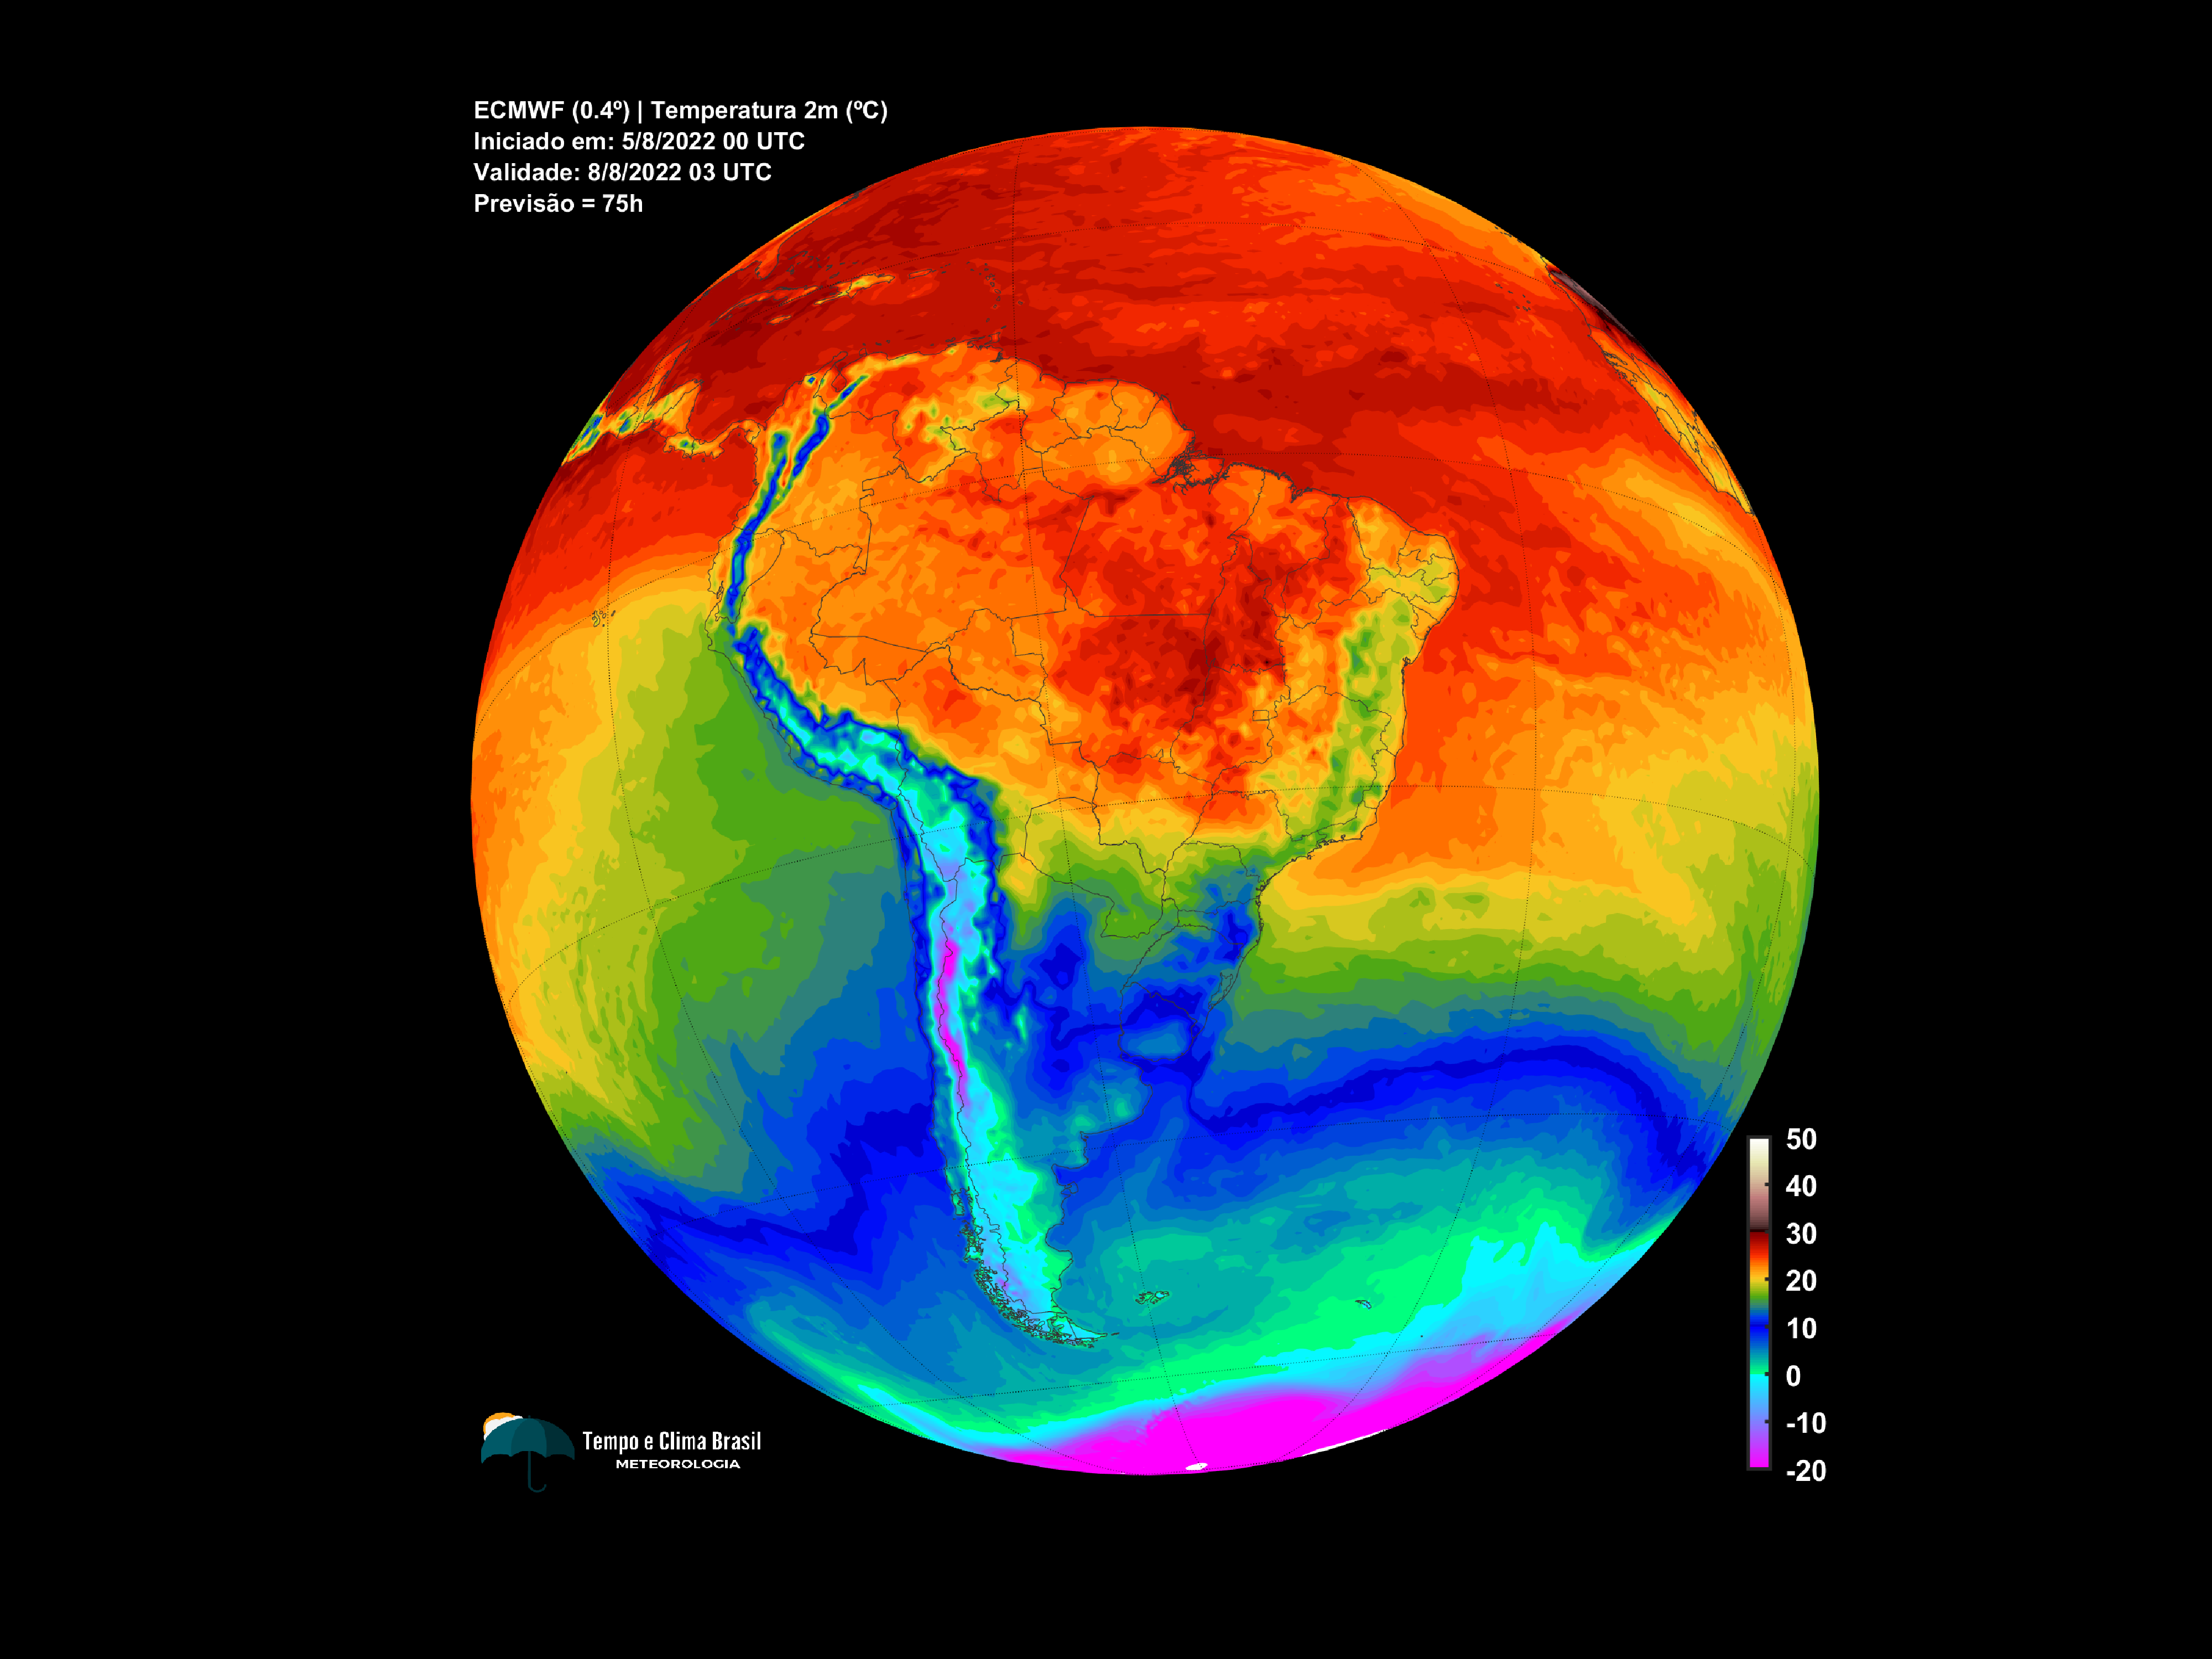 ECMWF (0.4º) | Temperatura 2m (ºC)
Iniciado em: 5/8/2022 00 UTC
Validade: 8/8/2022 03 UTC
Previsão = 75h
50
40
30
20
10
0
-10
-20
Tempo e Clima Brasil
METEOROLOGIA